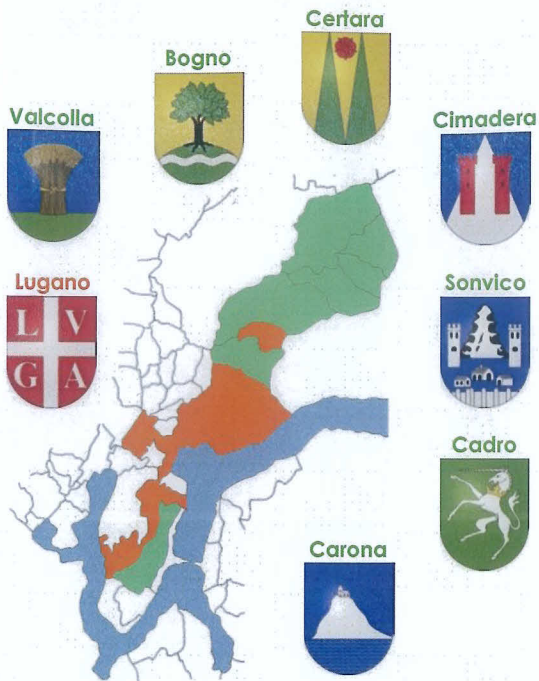 Certara
Bogno
Valcolla
Cimadera
Lugano
L V
G A
Sonvico
Cadro
Carona